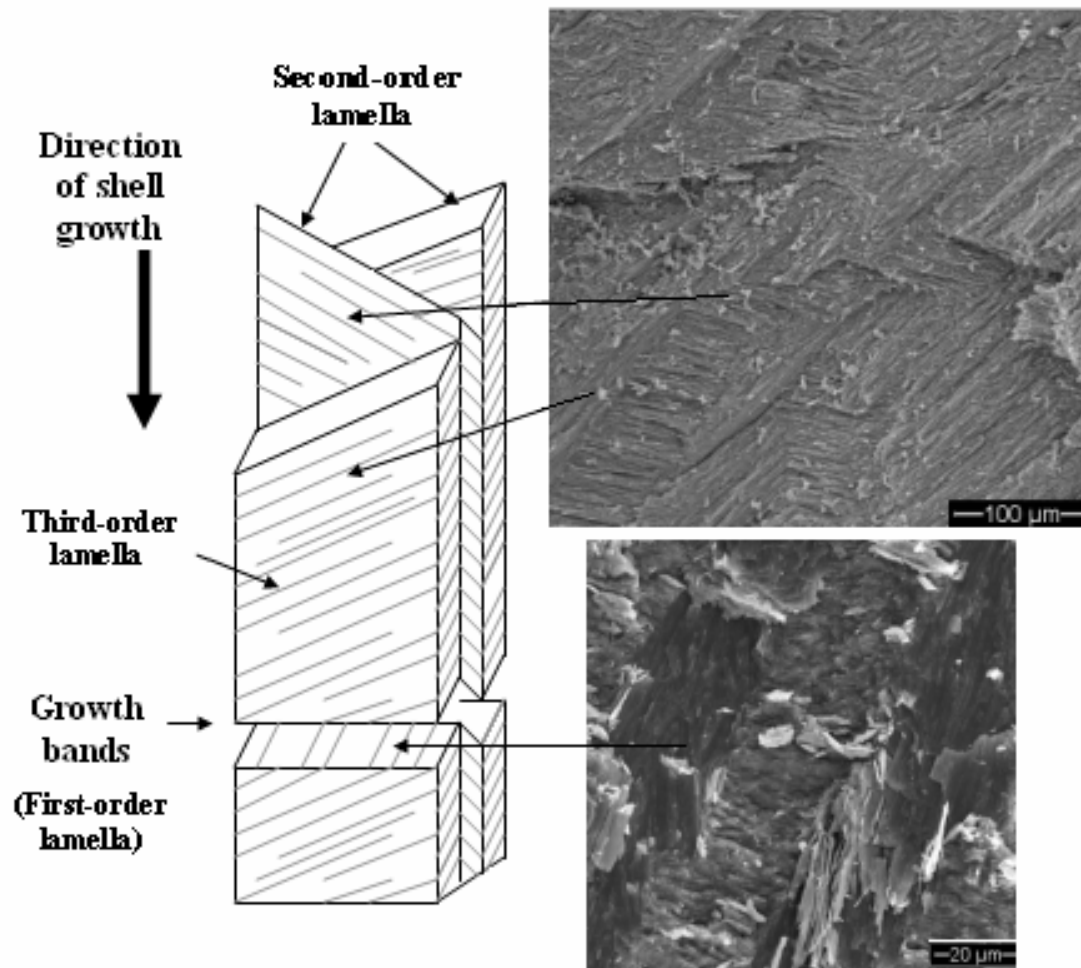 Second-order
lamella
Direction
of shell
growth
100 µm
Third-order
lamella
Growth
bands
(First-order
lamella)
20 µm